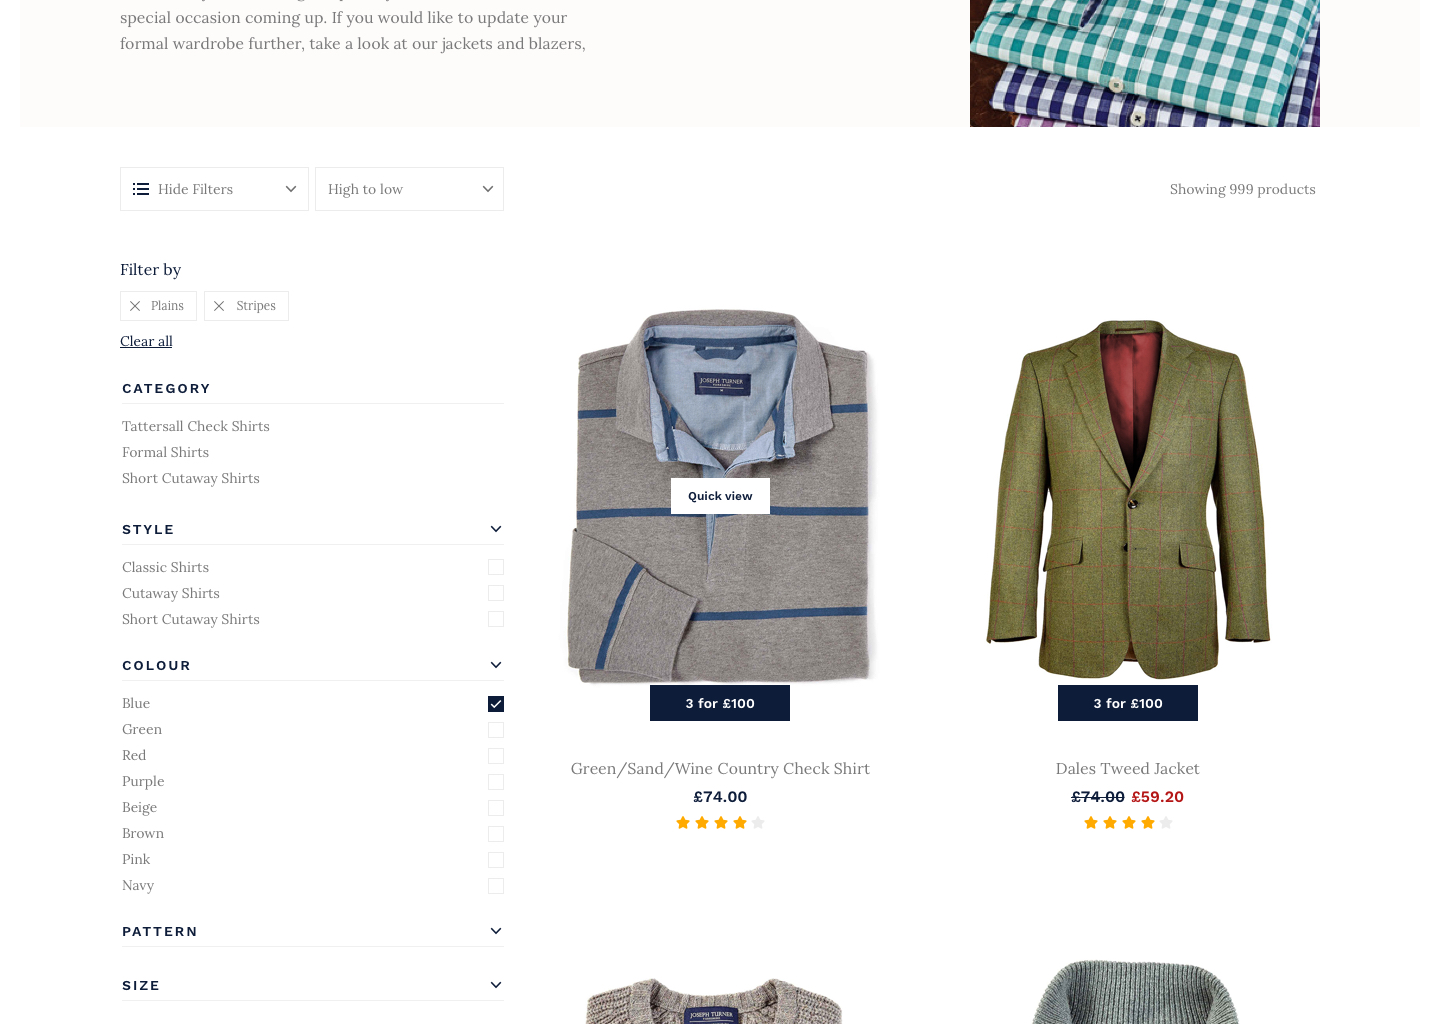 special occasion coming up. If you would like to update your
formal wardrobe further, take a look at our jackets and blazers,
Hide Filters
High to low
Showing 999 products
Filter by
Plains
Stripes
Clear all
CATEGORY
Tattersall Check Shirts
Formal Shirts
Short Cutaway Shirts
STYLE
Classic Shirts
Cutaway Shirts
Short Cutaway Shirts
COLOUR
Blue
Green
Red
Purple
Beige
Brown
Pink
Navy
PATTERN
SIZE
JOSEPH TURNER
Quick view
3 for £100
Green/Sand/Wine Country Check Shirt
£74.00
3 for £100
Dales Tweed Jacket
£74.00 £59.20
JOSEPH TURNER